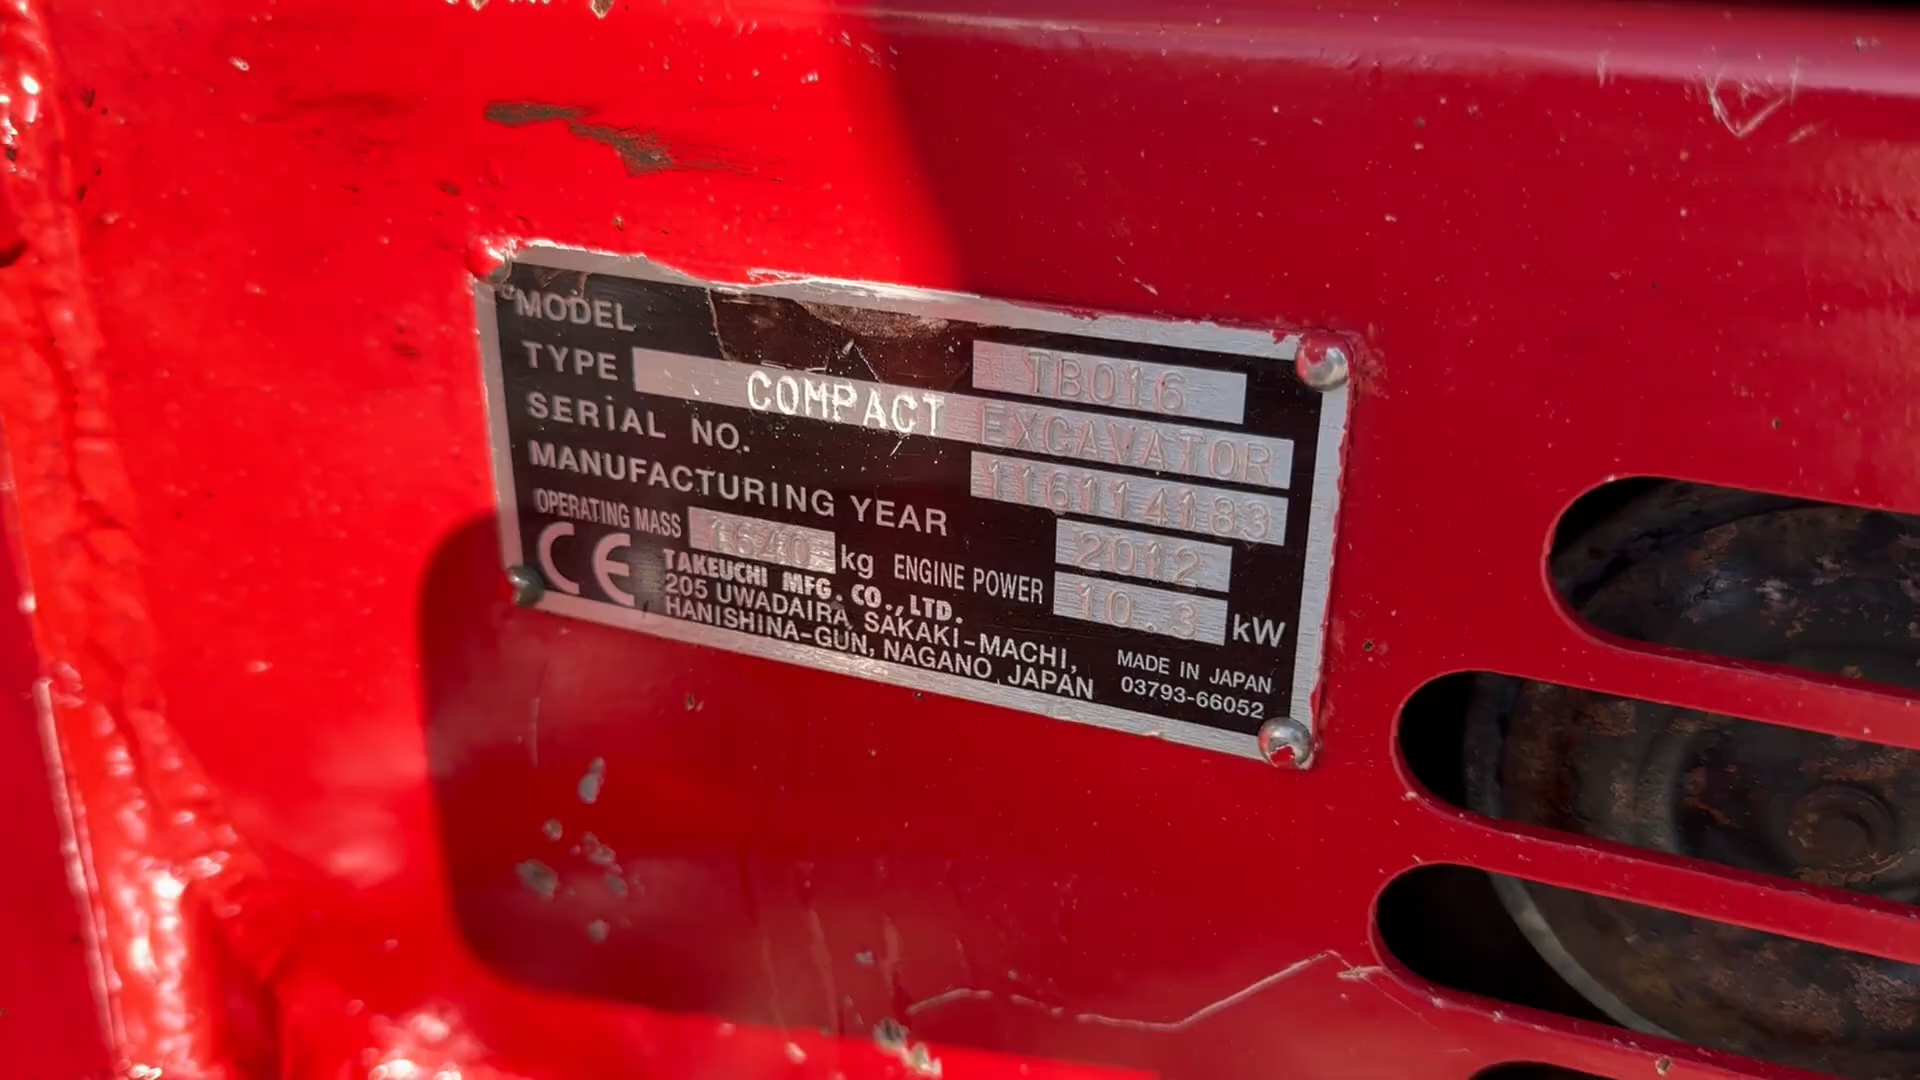 MODEL TB016
TYPE COMPACT EXCAVATOR
SERIAL NO. 116114183
MANUFACTURING YEAR 2012
OPERATING MASS 1640 kg ENGINE POWER 10.3 kW
CE TAKEUCHI MFG. CO.,LTD.
205 UWADAIRA, SAKAKI-MACHI,
HANISHINA-GUN, NAGANO, JAPAN
MADE IN JAPAN
03793-66052